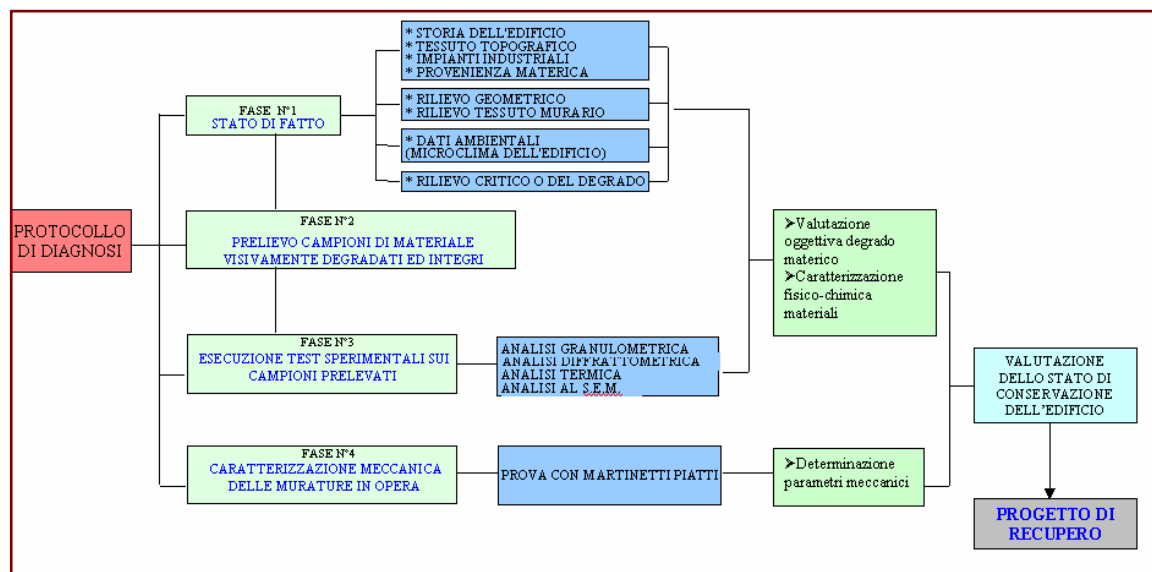 PROTOCOLLO
DI DIAGNOSI
FASE N°1
STATO DI FATTO
* STORIA DELL'EDIFICIO
* TESSUTO TOPOGRAFICO
* IMPIANTI INDUSTRIALI
* PROVENIENZA MATERICA
* RILIEVO GEOMETRICO
* RILIEVO TESSUTO MURARIO
* DATI AMBIENTALI
(MICROCLIMA DELL'EDIFICIO)
* RILIEVO CRITICO O DEL DEGRADO
FASE N°2
PRELIEVO CAMPIONI DI MATERIALE
VISIVAMENTE DEGRADATI ED INTEGRI
FASE N°3
ESECUZIONE TEST SPERIMENTALI SUI
CAMPIONI PRELEVATI
ANALISI GRANULOMETRICA
ANALISI DIFFRATTOMETRICA
ANALISI TERMICA
ANALISI AL S.E.M.
➤Valutazione
oggettiva degrado
materico
➤Caratterizzazione
fisico-chimica
materiali
FASE N°4
CARATTERIZZAZIONE MECCANICA
DELLE MURATURE IN OPERA
PROVA CON MARTINETTI PIATTI
➤Determinazione
parametri meccanici
VALUTAZIONE
DELLO STATO DI
CONSERVAZIONE
DELL'EDIFICIO
PROGETTO DI
RECUPERO